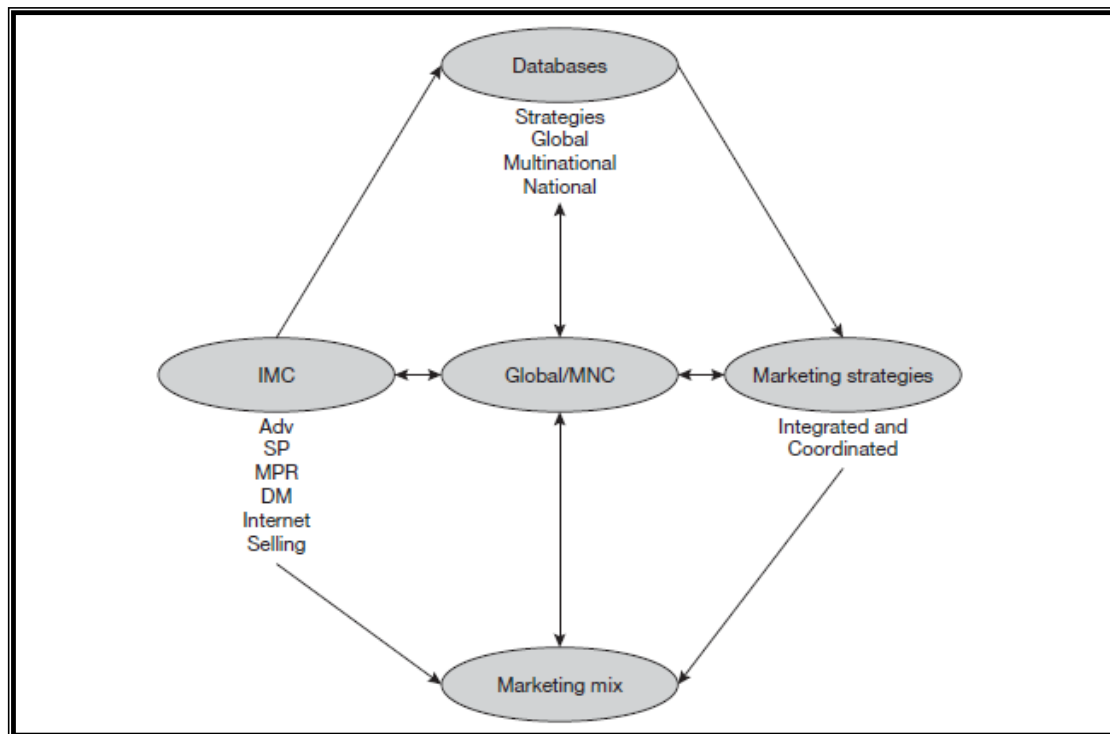 Databases
Strategies
Global
Multinational
National
IMC
Global/MNC
Marketing strategies
Adv
SP
MPR
DM
Internet
Selling
Integrated and
Coordinated
Marketing mix